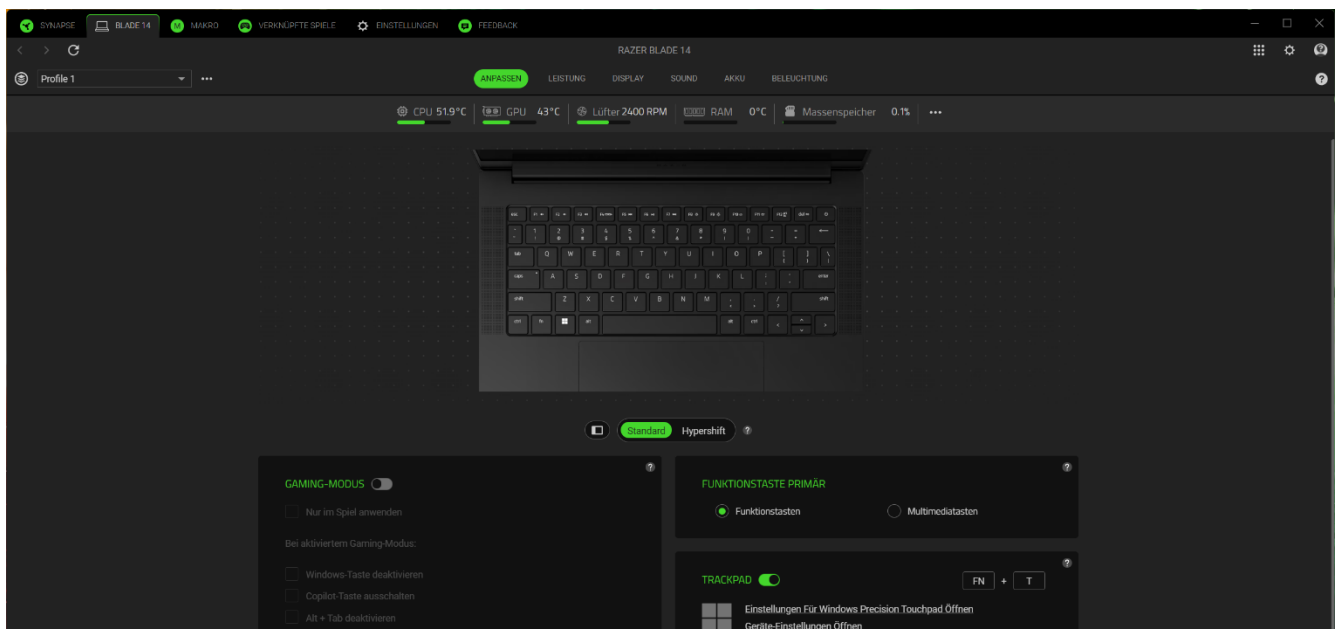 SYNAPSE BLADE 14 MAKRO VERKNÜPFTE SPIELE EINSTELLUNGEN FEEDBACK
RAZER BLADE 14
Profile 1 ANPASSEN LEISTUNG DISPLAY SOUND AKKU BELEUCHTUNG
CPU 51.9°C GPU 43°C Lüfter 2400 RPM RAM 0°C Massenspeicher 0.1%
Q W E R T Y U I O P
A S D F G H J K L
shift Z X C V B N M shift
Standard Hypershift
GAMING-MODUS
Nur im Spiel anwenden
Bei aktiviertem Gaming-Modus:
Windows-Taste deaktivieren
Copilot-Taste ausschalten
Alt + Tab deaktivieren
FUNKTIONSTASTE PRIMÄR
Funktionstasten Multimediatasten
TRACKPAD FN + T
Einstellungen Für Windows Precision Touchpad Öffnen
Geräte-Einstellungen Öffnen